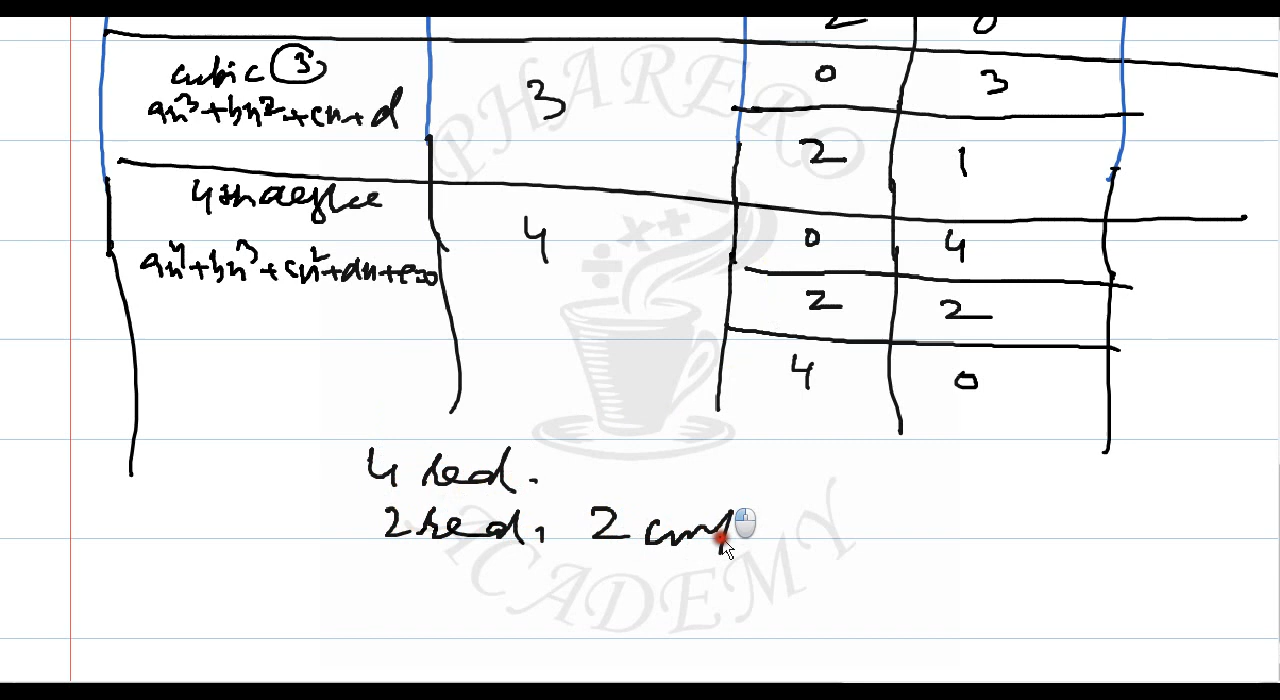 2 0
cubic 3 3 0 3
ax³+bx²+cx+d
2 1
4th degree 4 0 4
ax⁴+bx³+cx²+dx+e=0
2 2
4 0
4 real.
2 real, 2 comp
PHARERO
ACADEMY